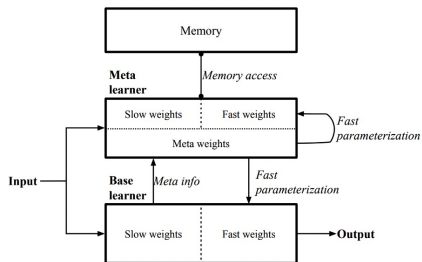 Memory
Meta
learner
Memory access
Slow weights
Fast weights
Meta weights
Fast
parameterization
Input
Base
learner
Meta info
Fast
parameterization
Slow weights
Fast weights
Output